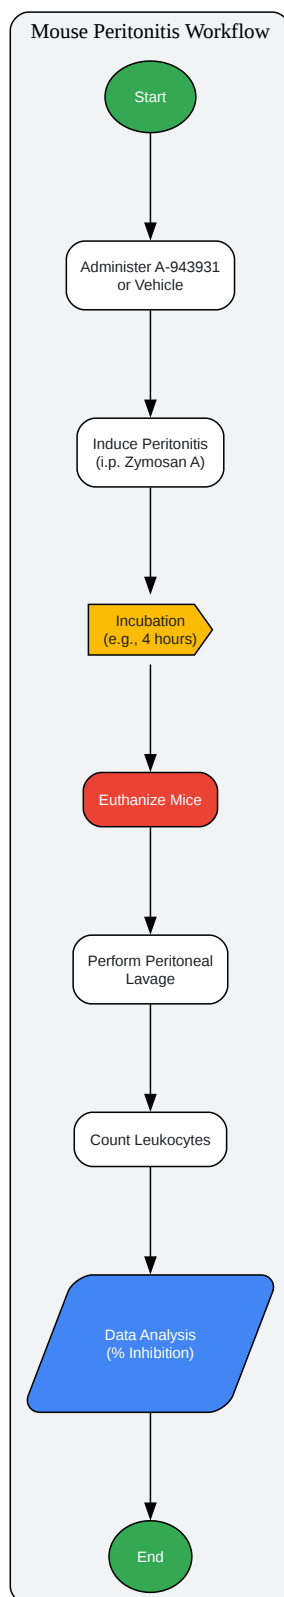 Mouse Peritonitis Workflow
Start
Administer A-943931
or Vehicle
Induce Peritonitis
(i.p. Zymosan A)
Incubation
(e.g., 4 hours)
Euthanize Mice
Perform Peritoneal
Lavage
Count Leukocytes
Data Analysis
(% Inhibition)
End